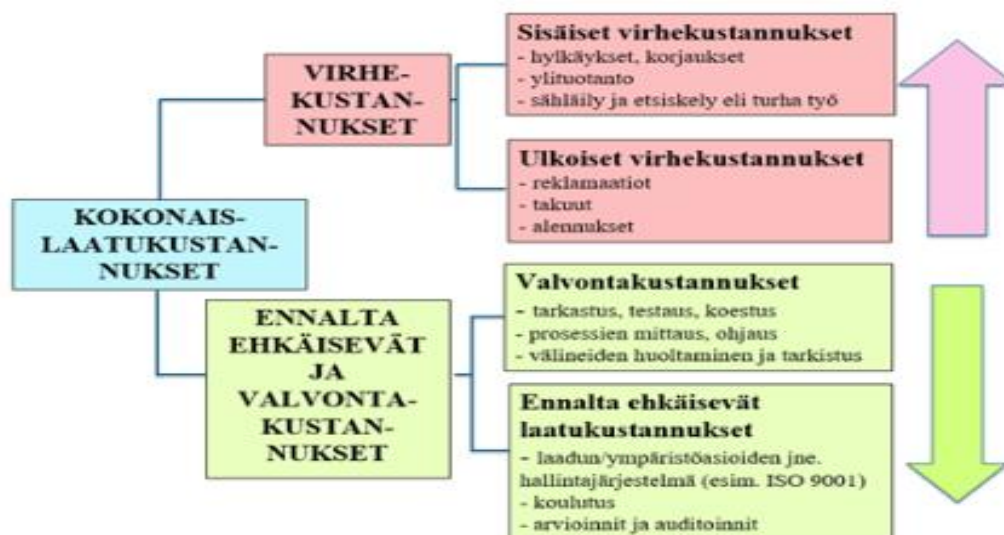 KOKONAIS-
LAATUKUSTAN-
NUKSET
VIRHE-
KUSTAN-
NUKSET
Sisäiset virhekustannukset
- hylkäykset, korjaukset
- ylituotanto
- sähläily ja etsiskely eli turha työ
Ulkoiset virhekustannukset
- reklamaatiot
- takuut
- alennukset
ENNALTA
EHKÄISEVÄT
JA
VALVONTA-
KUSTAN-
NUKSET
Valvontakustannukset
- tarkastus, testaus, koestus
- prosessien mittaus, ohjaus
- välineiden huoltaminen ja tarkistus
Ennalta ehkäisevät
laatukustannukset
- laadun/ympäristöasioiden jne.
hallintajärjestelmä (esim. ISO 9001)
- koulutus
- arvioinnit ja auditoinnit